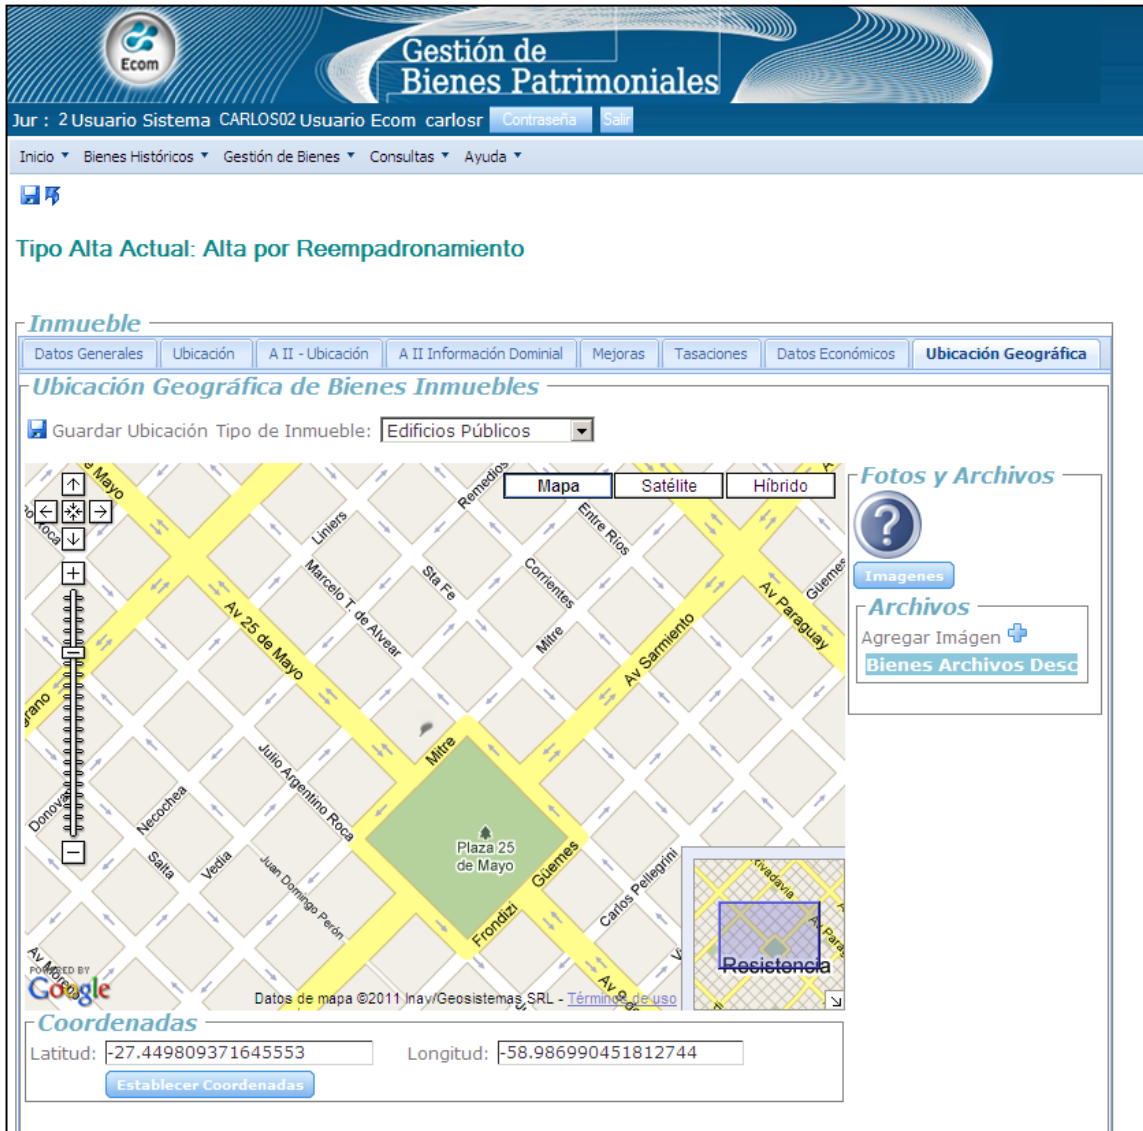 Ecom
Gestión de
Bienes Patrimoniales
Jur : 2 Usuario Sistema CARLOS02 Usuario Ecom carlosr Contraseña Salir
Inicio Bienes Históricos Gestión de Bienes Consultas Ayuda
Tipo Alta Actual: Alta por Reempadronamiento
Inmueble
Datos Generales Ubicación A II - Ubicación A II Información Dominial Mejoras Tasaciones Datos Económicos Ubicación Geográfica
Ubicación Geográfica de Bienes Inmuebles
Guardar Ubicación Tipo de Inmueble: Edificios Públicos
Mapa Satélite Híbrido
e Mayo
Remedios
Liniers
Entre Ríos
Marcelo T. de Alvear
Sta Fe
Corrientes
Güemes
Av Paraguay
Av 25 de Mayo
Mitre
Av Sarmiento
Mitre
Julio Argentino Roca
Necochea
Salta
Vedia
Juan Domingo Perón
Plaza 25
de Mayo
Güemes
Frondizi
Carlos Pellegrini
Rivadavia
Resistencia
POWERED BY
Google
Datos de mapa ©2011 Inav/Geosistemas SRL - Términos de uso
Fotos y Archivos
Imagenes
Archivos
Agregar Imágen
Bienes Archivos Desc
Coordenadas
Latitud: -27.449809371645553 Longitud: -58.986990451812744
Establecer Coordenadas